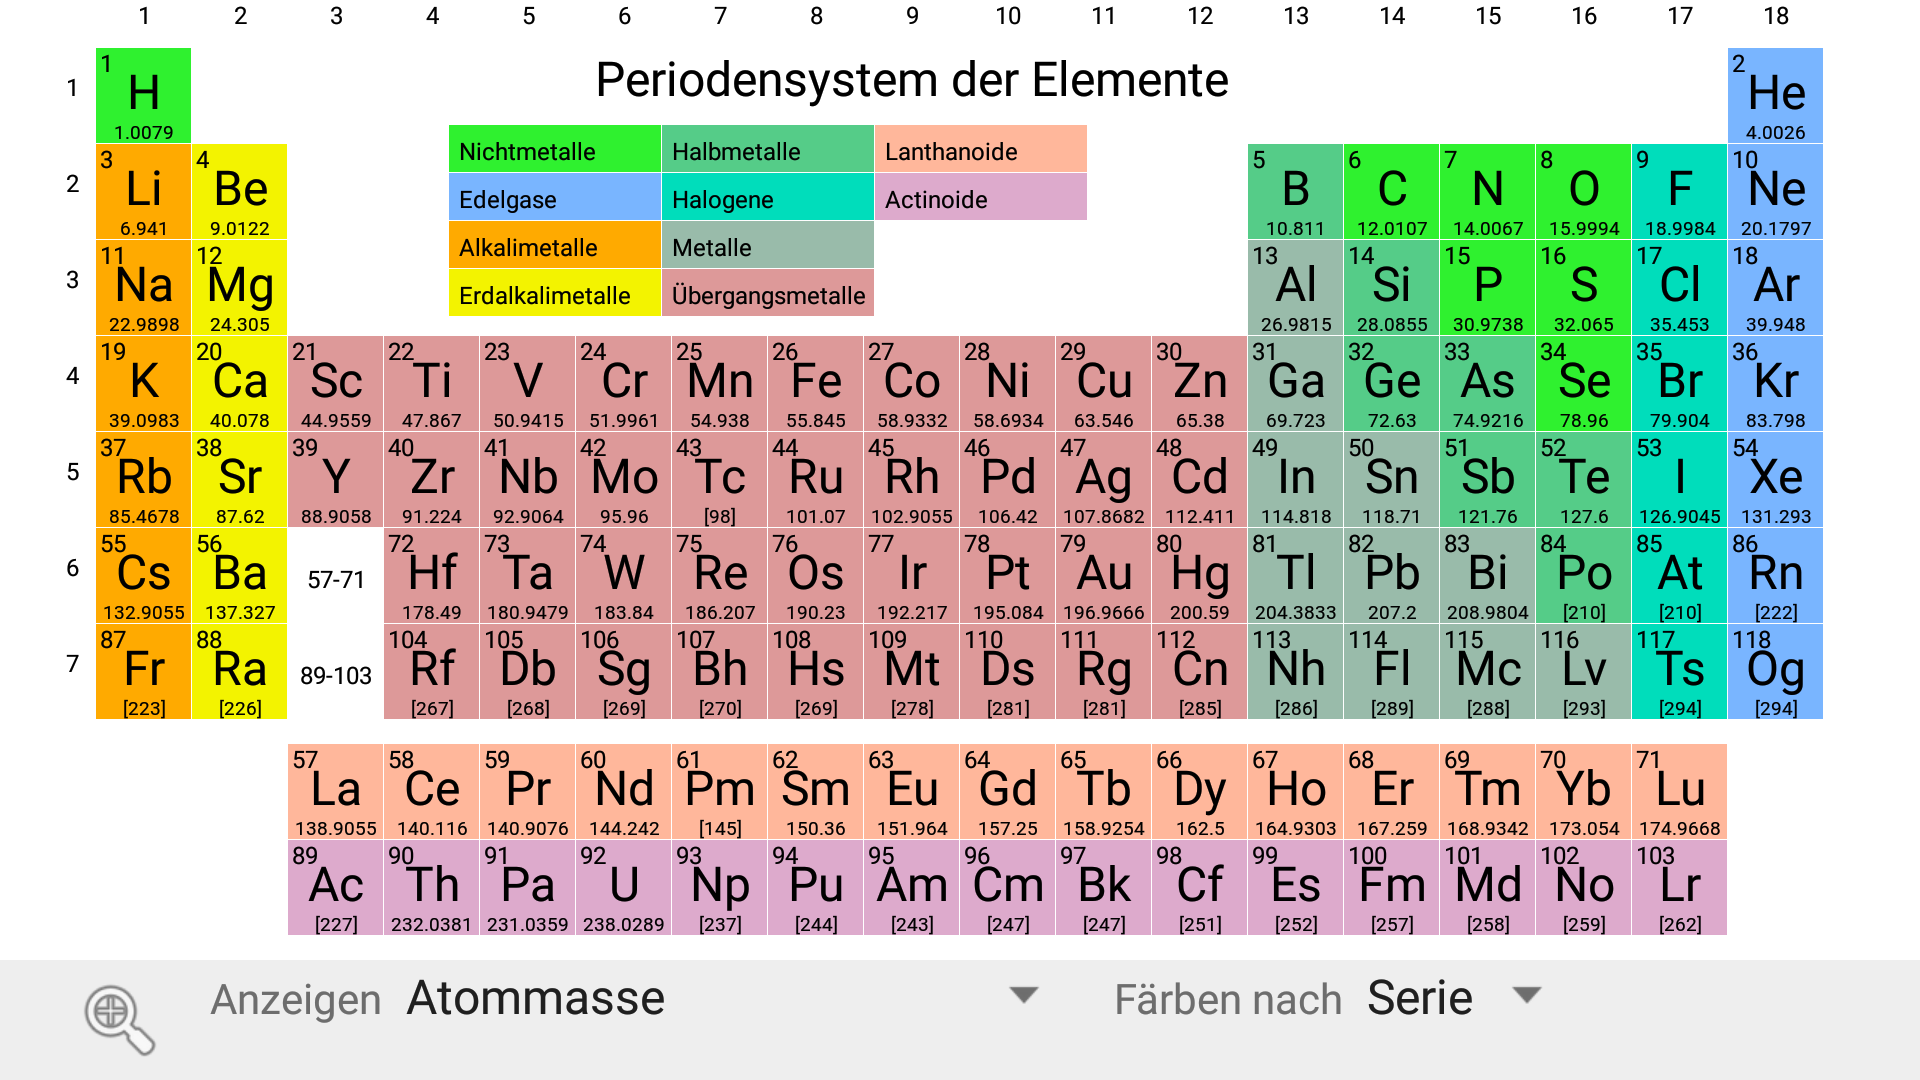 1 2 3 4 5 6 7 8 9 10 11 12 13 14 15 16 17 18
Periodensystem der Elemente
Nichtmetalle Halbmetalle Lanthanoide
Edelgase Halogene Actinoide
Alkalimetalle Metalle
Erdalkalimetalle Übergangsmetalle
1 1 2
H He
1.0079 4.0026
2 3 4 5 6 7 8 9 10
Li Be B C N O F Ne
6.941 9.0122 10.811 12.0107 14.0067 15.9994 18.9984 20.1797
3 11 12 13 14 15 16 17 18
Na Mg Al Si P S Cl Ar
22.9898 24.305 26.9815 28.0855 30.9738 32.065 35.453 39.948
4 19 20 21 22 23 24 25 26 27 28 29 30 31 32 33 34 35 36
K Ca Sc Ti V Cr Mn Fe Co Ni Cu Zn Ga Ge As Se Br Kr
39.0983 40.078 44.9559 47.867 50.9415 51.9961 54.938 55.845 58.9332 58.6934 63.546 65.38 69.723 72.63 74.9216 78.96 79.904 83.798
5 37 38 39 40 41 42 43 44 45 46 47 48 49 50 51 52 53 54
Rb Sr Y Zr Nb Mo Tc Ru Rh Pd Ag Cd In Sn Sb Te I Xe
85.4678 87.62 88.9058 91.224 92.9064 95.96 [98] 101.07 102.9055 106.42 107.8682 112.411 114.818 118.71 121.76 127.6 126.9045 131.293
6 55 56 72 73 74 75 76 77 78 79 80 81 82 83 84 85 86
Cs Ba 57-71 Hf Ta W Re Os Ir Pt Au Hg Tl Pb Bi Po At Rn
132.9055 137.327 178.49 180.9479 183.84 186.207 190.23 192.217 195.084 196.9666 200.59 204.3833 207.2 208.9804 [210] [210] [222]
7 87 88 104 105 106 107 108 109 110 111 112 113 114 115 116 117 118
Fr Ra 89-103 Rf Db Sg Bh Hs Mt Ds Rg Cn Nh Fl Mc Lv Ts Og
[223] [226] [267] [268] [269] [270] [269] [278] [281] [281] [285] [286] [289] [288] [293] [294] [294]
57 58 59 60 61 62 63 64 65 66 67 68 69 70 71
La Ce Pr Nd Pm Sm Eu Gd Tb Dy Ho Er Tm Yb Lu
138.9055 140.116 140.9076 144.242 [145] 150.36 151.964 157.25 158.9254 162.5 164.9303 167.259 168.9342 173.054 174.9668
89 90 91 92 93 94 95 96 97 98 99 100 101 102 103
Ac Th Pa U Np Pu Am Cm Bk Cf Es Fm Md No Lr
[227] 232.0381 231.0359 238.0289 [237] [244] [243] [247] [247] [251] [252] [257] [258] [259] [262]
Anzeigen Atommasse Färben nach Serie